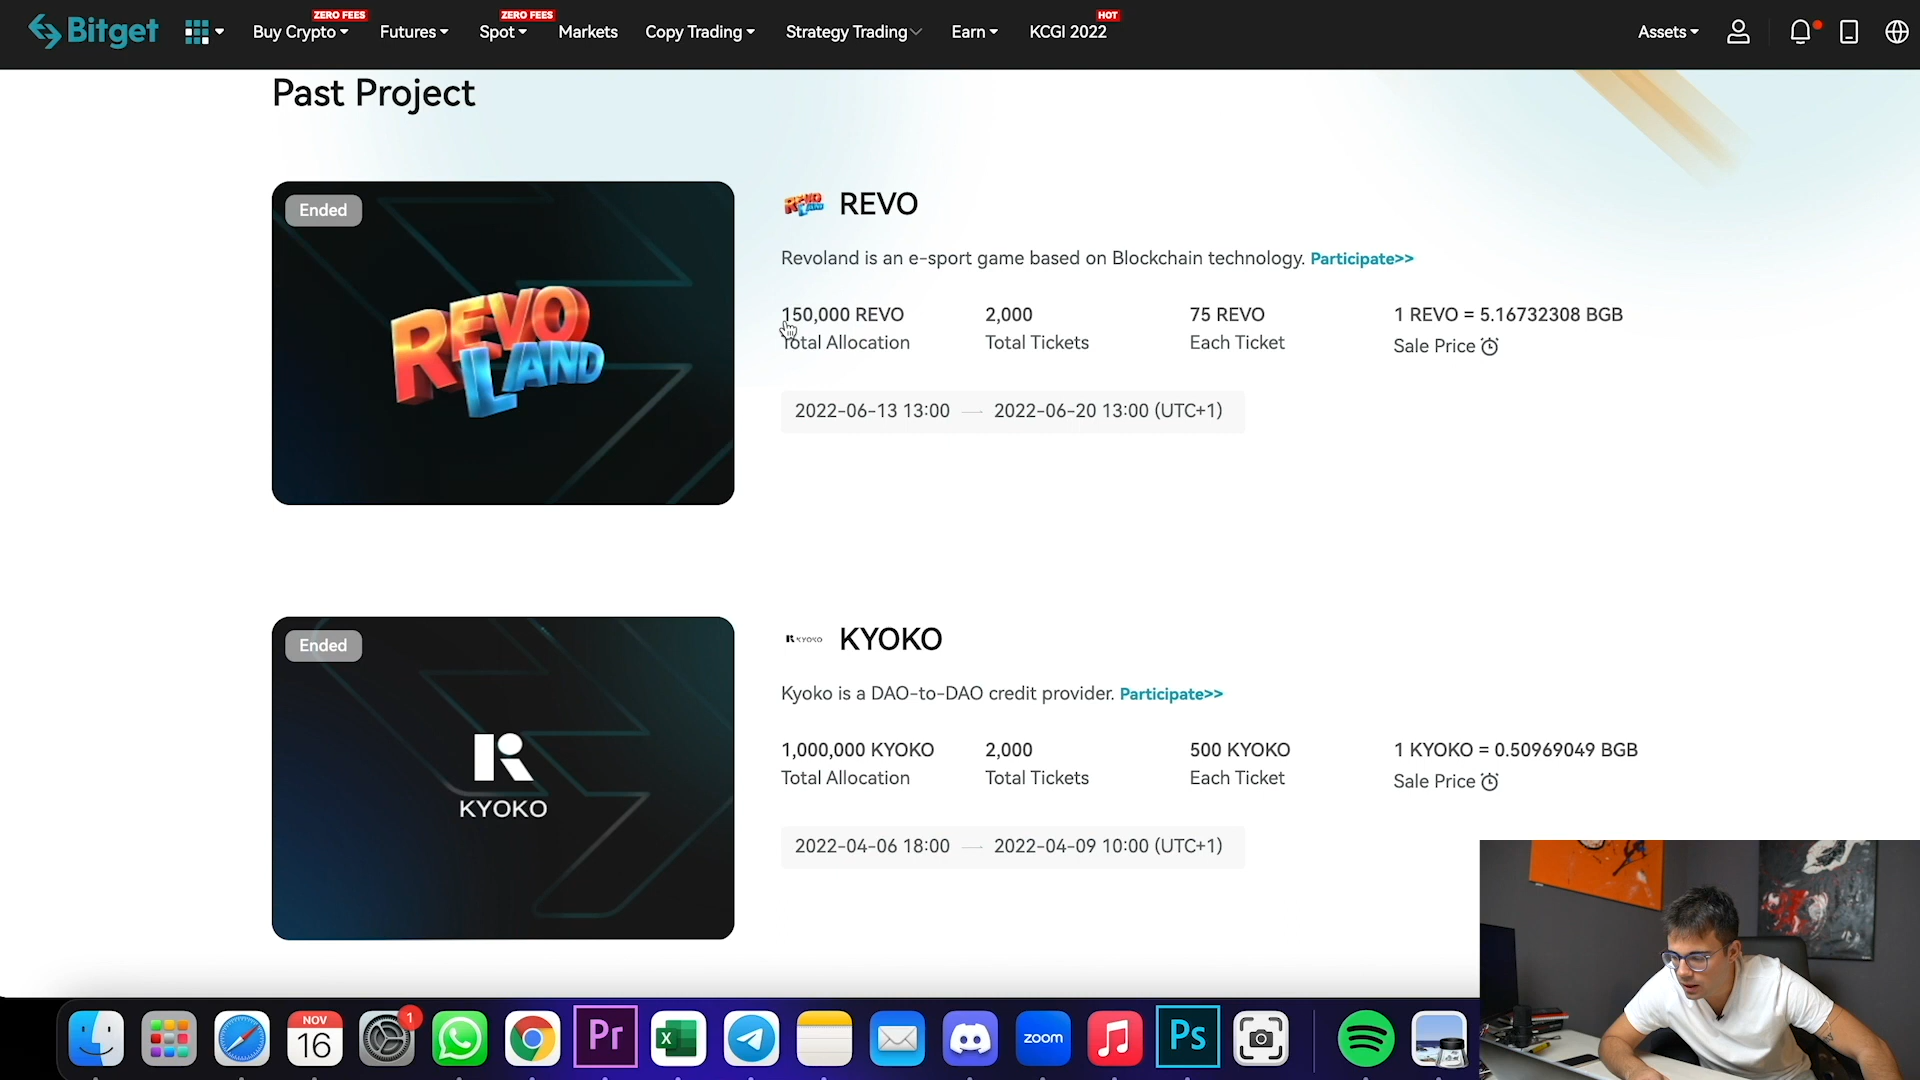 Bitget
Buy Crypto
ZERO FEES
Futures
Spot
ZERO FEES
Markets
Copy Trading
Strategy Trading
Earn
KCGI 2022
HOT
Assets
Past Project
Ended
REVO
LAND
REVO
LAND
REVO
Revoland is an e-sport game based on Blockchain technology. Participate>>
150,000 REVO
Total Allocation
2,000
Total Tickets
75 REVO
Each Ticket
1 REVO = 5.16732308 BGB
Sale Price
2022-06-13 13:00 — 2022-06-20 13:00 (UTC+1)
Ended
KYOKO
KYOKO
KYOKO
Kyoko is a DAO-to-DAO credit provider. Participate>>
1,000,000 KYOKO
Total Allocation
2,000
Total Tickets
500 KYOKO
Each Ticket
1 KYOKO = 0.50969049 BGB
Sale Price
2022-04-06 18:00 — 2022-04-09 10:00 (UTC+1)
NOV
16
1
Pr
X
zoom
Ps